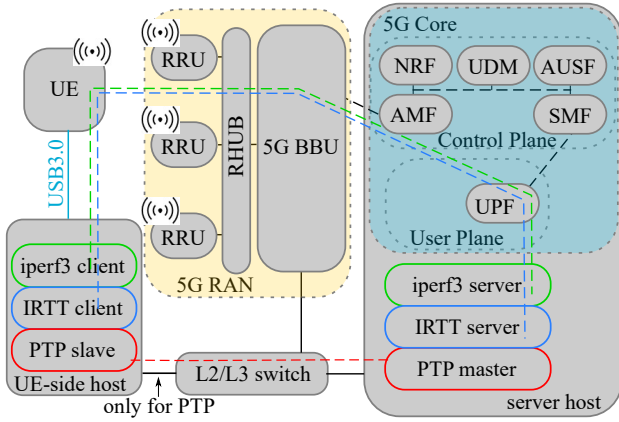 5G Core
UE
RRU
RRU
RRU
RHUB
5G BBU
5G RAN
NRF
UDM
AUSF
AMF
SMF
Control Plane
UPF
User Plane
USB3.0
iperf3 client
IRTT client
PTP slave
UE-side host
only for PTP
L2/L3 switch
iperf3 server
IRTT server
PTP master
server host